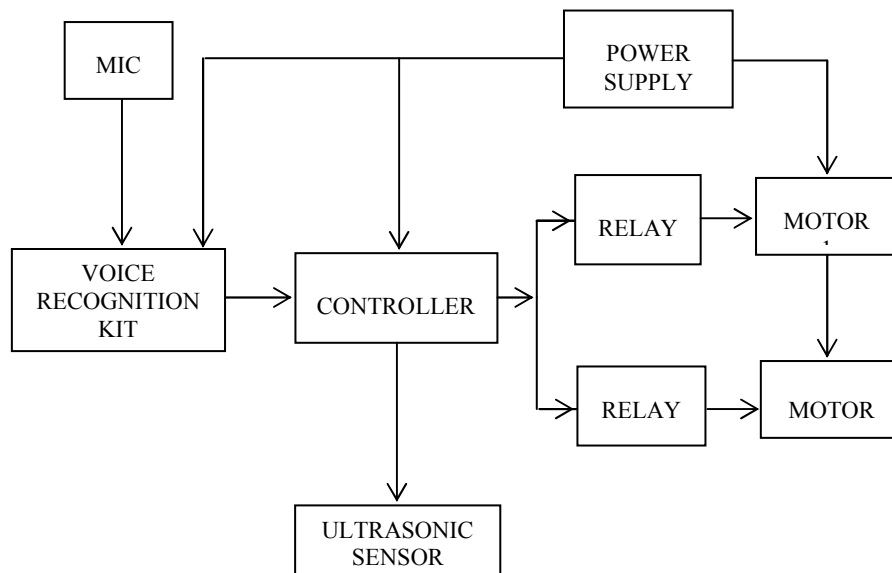 MIC
POWER
SUPPLY
RELAY
MOTOR
VOICE
RECOGNITION
KIT
CONTROLLER
RELAY
MOTOR
ULTRASONIC
SENSOR